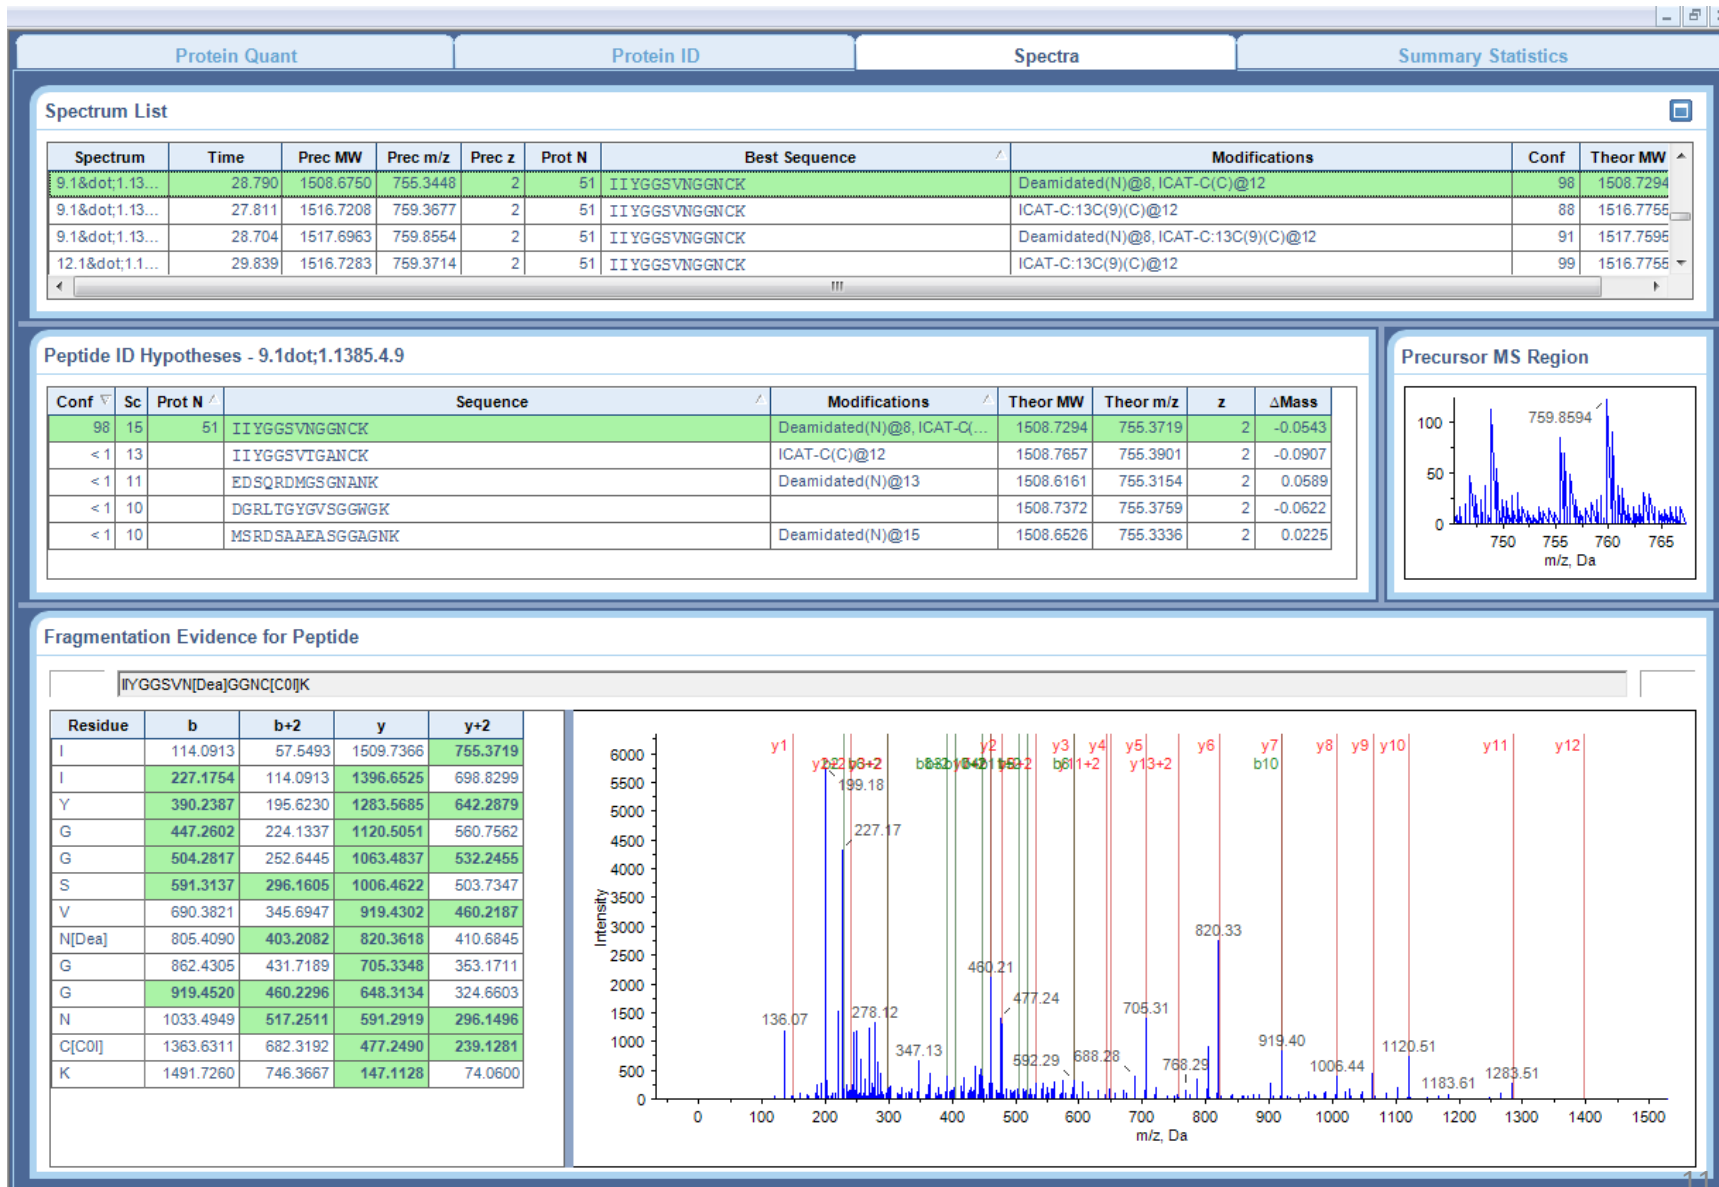 Protein Quant Protein ID Spectra Summary Statistics
Spectrum List
Spectrum Time Prec MW Prec m/z Prec z Prot N Best Sequence Modifications Conf Theor MW
9.1&dot;1.13... 28.790 1508.6750 755.3448 2 51 IIYGGSVNGGNCK Deamidated(N)@8, ICAT-C(C)@12 98 1508.7294
9.1&dot;1.13... 27.811 1516.7208 759.3677 2 51 IIYGGSVNGGNCK ICAT-C:13C(9)(C)@12 88 1516.7755
9.1&dot;1.13... 28.704 1517.6963 759.8554 2 51 IIYGGSVNGGNCK Deamidated(N)@8, ICAT-C:13C(9)(C)@12 91 1517.7595
12.1&dot;1.1... 29.839 1516.7283 759.3714 2 51 IIYGGSVNGGNCK ICAT-C:13C(9)(C)@12 99 1516.7755
Peptide ID Hypotheses - 9.1dot;1.1385.4.9
Conf Sc Prot N Sequence Modifications Theor MW Theor m/z z ΔMass
98 15 51 IIYGGSVNGGNCK Deamidated(N)@8, ICAT-C(... 1508.7294 755.3719 2 -0.0543
< 1 13 IIYGGSVTGANCK ICAT-C(C)@12 1508.7657 755.3901 2 -0.0907
< 1 11 EDSQRDMGSGNANK Deamidated(N)@13 1508.6161 755.3154 2 0.0589
< 1 10 DGRLTGYGVSGGWGK 1508.7372 755.3759 2 -0.0622
< 1 10 MSRDSAAEASGGAGNK Deamidated(N)@15 1508.6526 755.3336 2 0.0225
Precursor MS Region
759.8594
100
50
0
750 755 760 765
m/z, Da
Fragmentation Evidence for Peptide
IIYGGSVN[Dea]GGNC[C0I]K
Residue b b+2 y y+2
I 114.0913 57.5493 1509.7366 755.3719
I 227.1754 114.0913 1396.6525 698.8299
Y 390.2387 195.6230 1283.5685 642.2879
G 447.2602 224.1337 1120.5051 560.7562
G 504.2817 252.6445 1063.4837 532.2455
S 591.3137 296.1605 1006.4622 503.7347
V 690.3821 345.6947 919.4302 460.2187
N[Dea] 805.4090 403.2082 820.3618 410.6845
G 862.4305 431.7189 705.3348 353.1711
G 919.4520 460.2296 648.3134 324.6603
N 1033.4949 517.2511 591.2919 296.1496
C[C0I] 1363.6311 682.3192 477.2490 239.1281
K 1491.7260 746.3667 147.1128 74.0600
y1 y2 y3 y4 y5 y6 y7 y8 y9 y10 y11 y12
b6 y11+2 y13+2 b10
6000
5500
5000
4500
4000
3500
3000
2500
2000
1500
1000
500
0
Intensity
199.18
227.17
820.33
460.21
477.24
136.07
278.12
705.31
347.13
592.29
688.28
768.29
919.40
1006.44
1120.51
1183.61
1283.51
0 100 200 300 400 500 600 700 800 900 1000 1100 1200 1300 1400 1500
m/z, Da
11